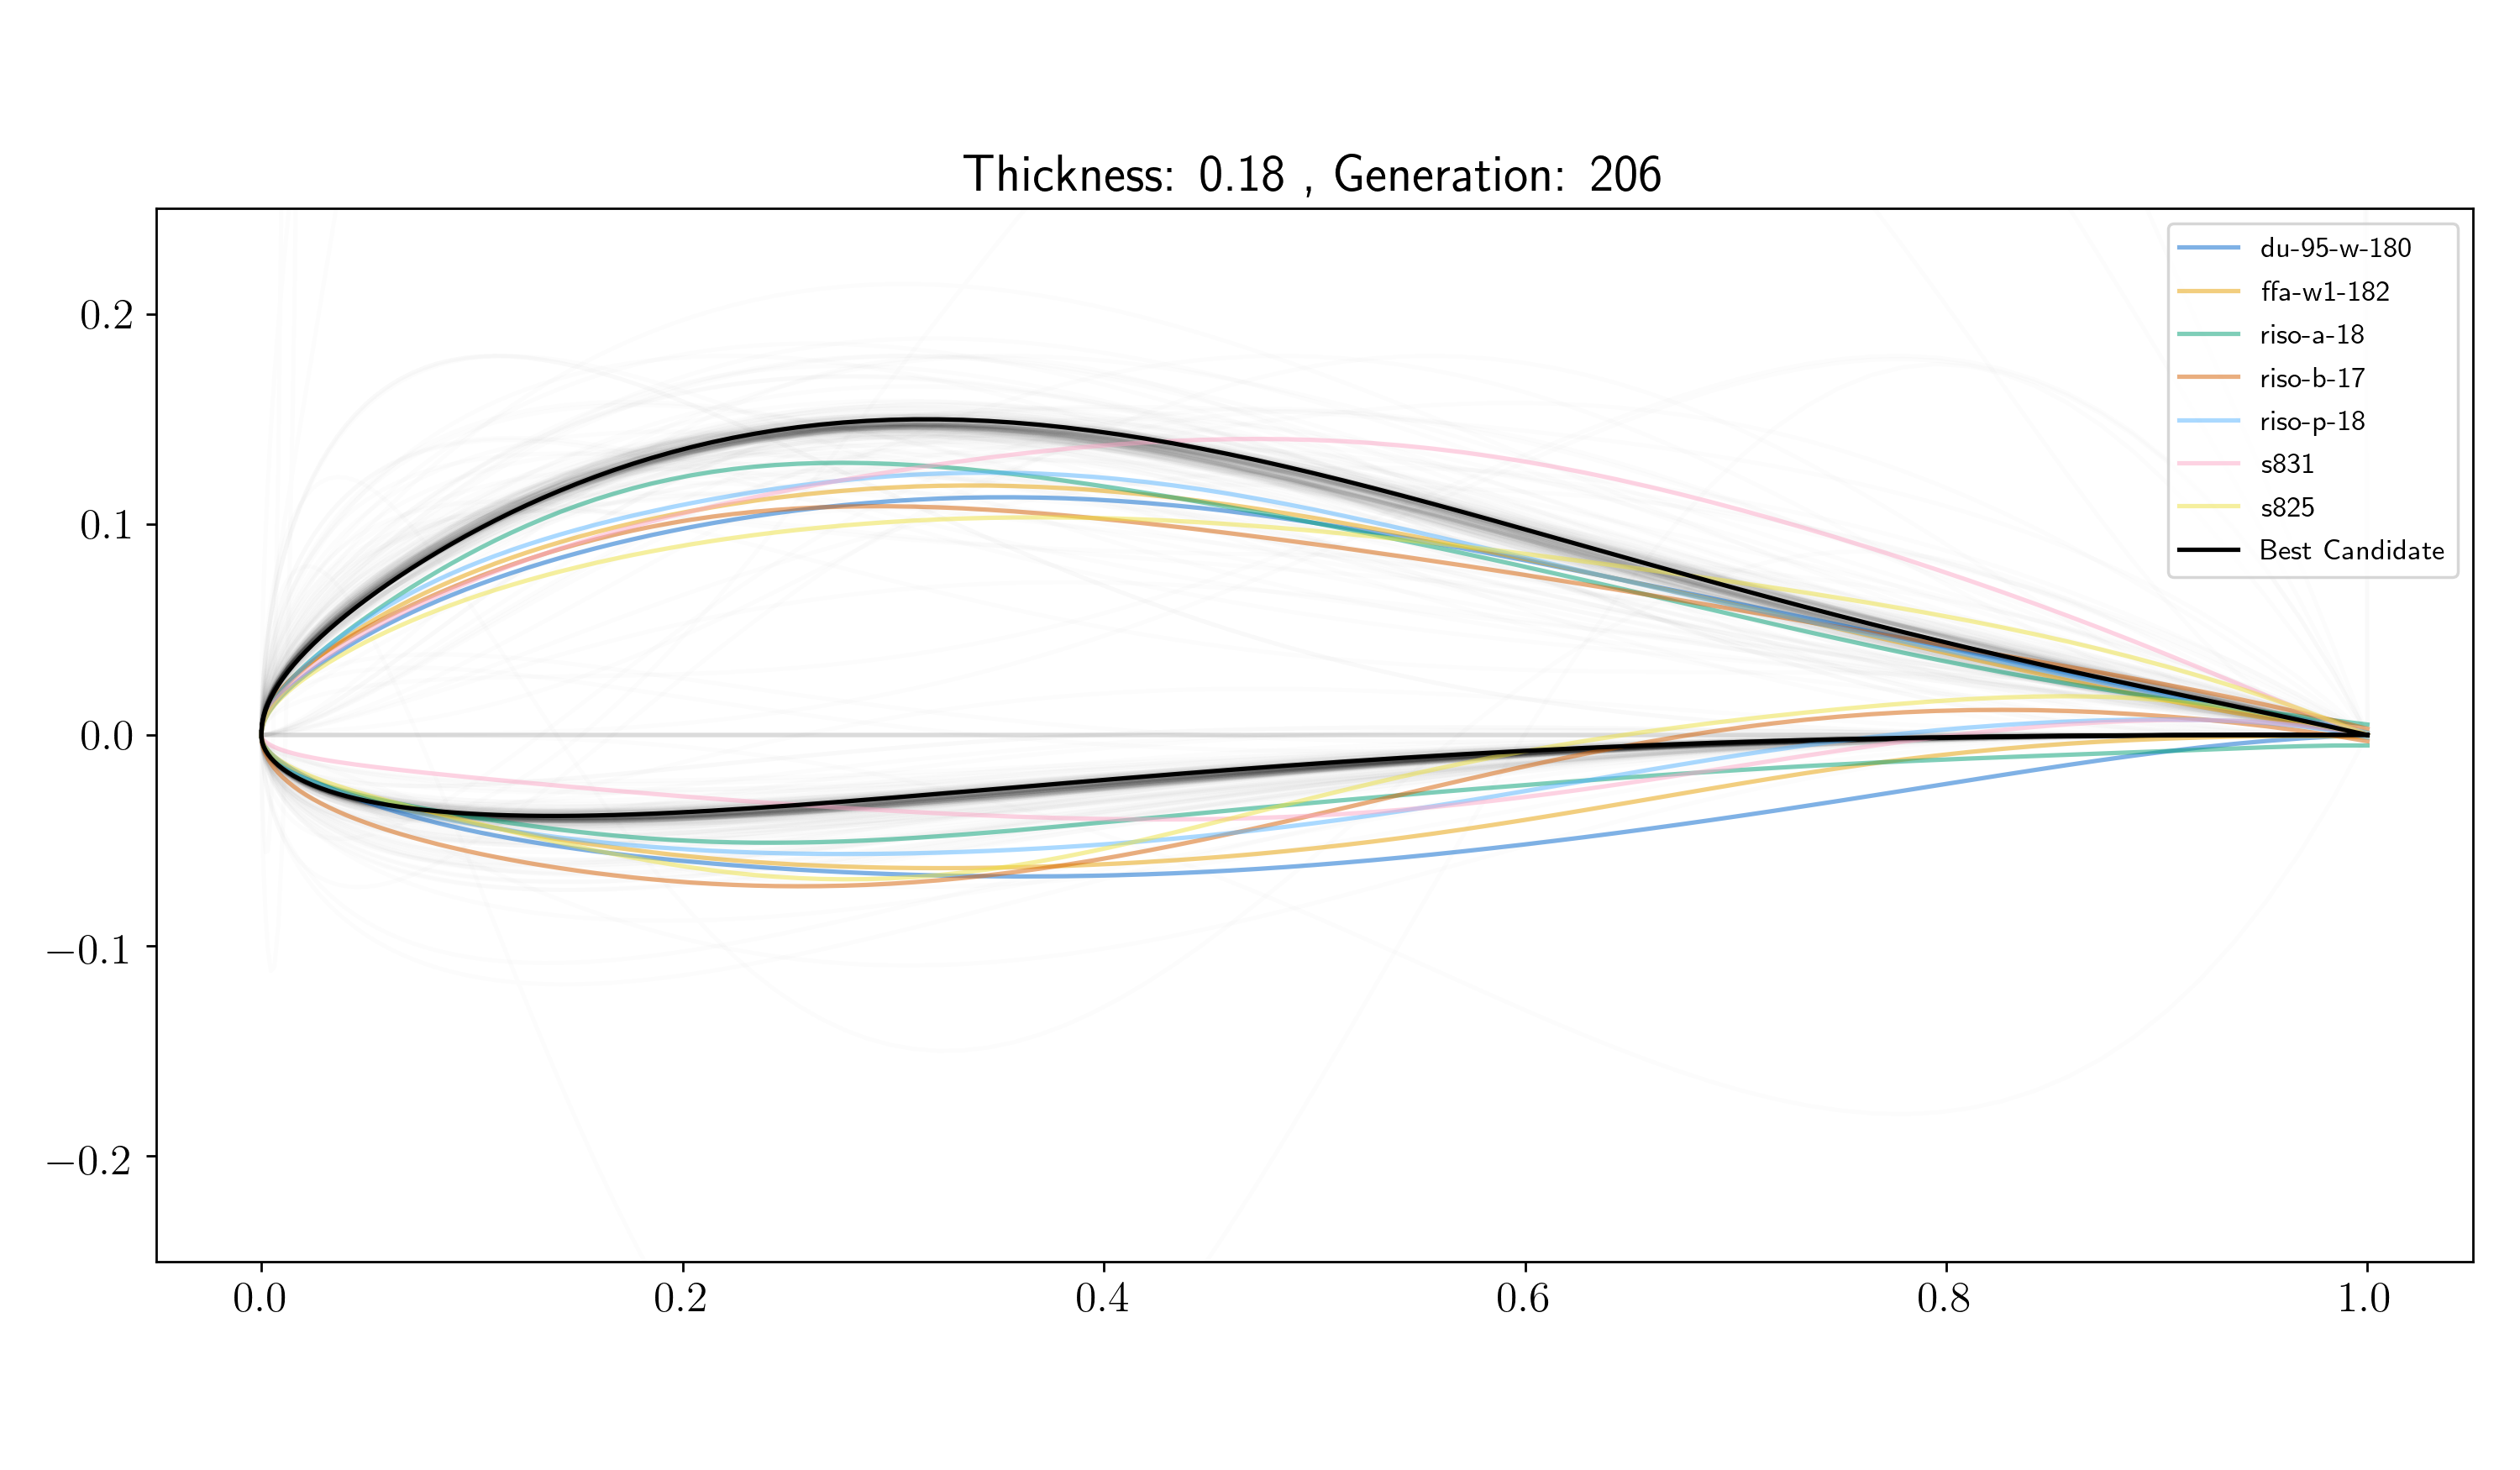 Thickness: 0.18 , Generation: 206
du-95-w-180
ffa-w1-182
riso-a-18
riso-b-17
riso-p-18
s831
s825
Best Candidate
0.2
0.1
0.0
−0.1
−0.2
0.0 0.2 0.4 0.6 0.8 1.0